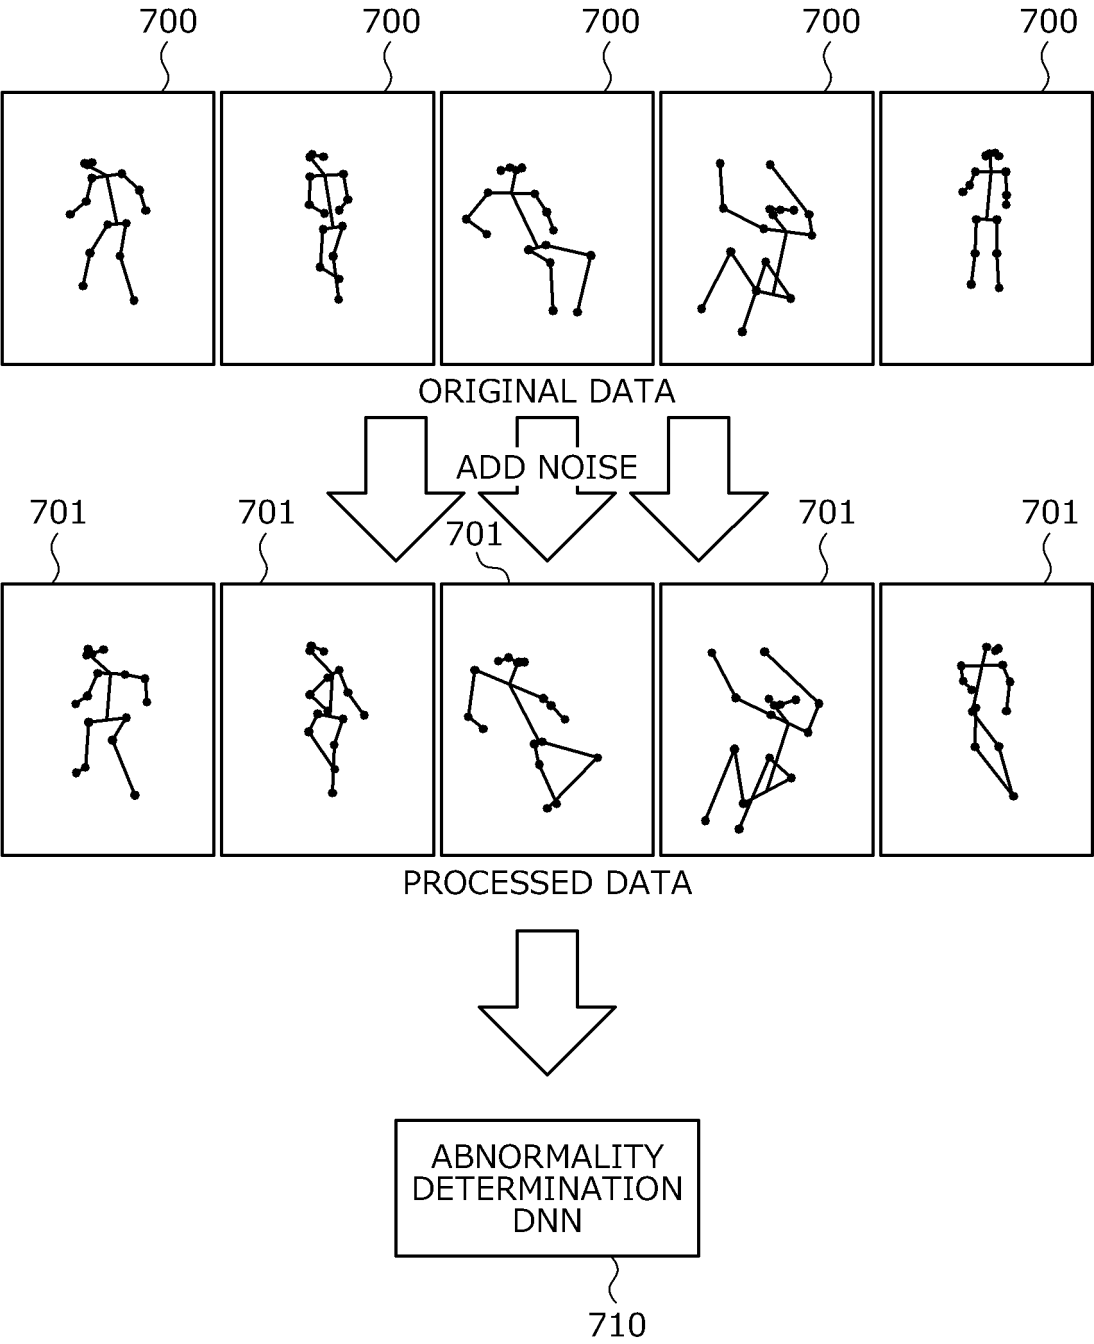 700 700 700 700 700
ORIGINAL DATA
ADD NOISE
701 701 701 701 701
PROCESSED DATA
ABNORMALITY
DETERMINATION
DNN
710